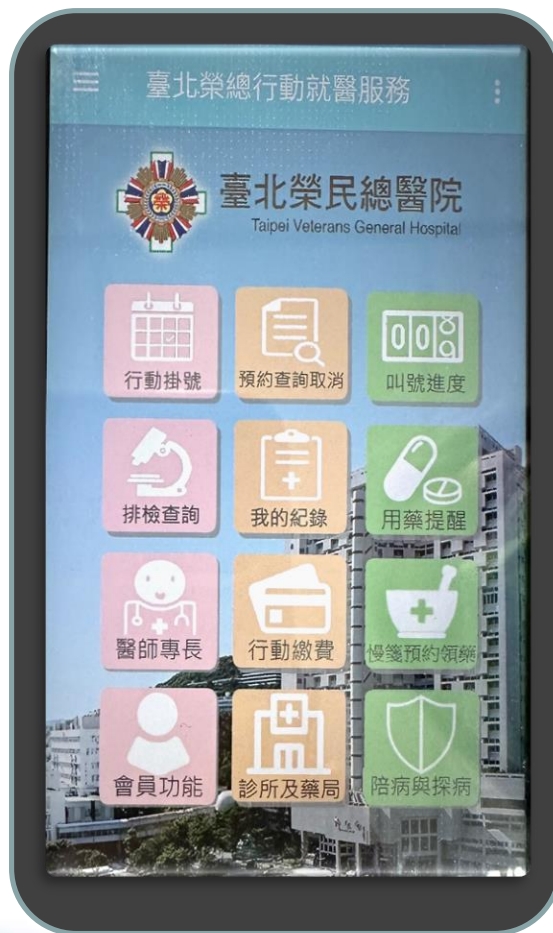 臺北榮總行動就醫服務
臺北榮民總醫院
Taipei Veterans General Hospital
行動掛號
預約查詢取消
00
叫號進度
排檢查詢
我的紀錄
用藥提醒
醫師專長
行動繳費
慢箋預約領藥
會員功能
診所及藥局
陪病與探病